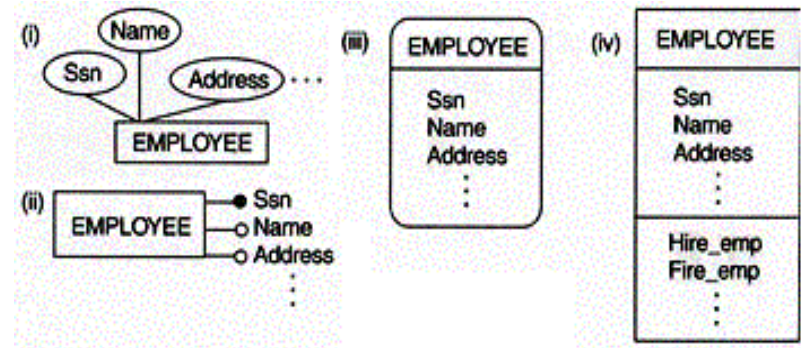 (i)
Name
Ssn
Address ...
EMPLOYEE
(ii)
EMPLOYEE
Ssn
Name
Address
(iii)
EMPLOYEE
Ssn
Name
Address
(iv)
EMPLOYEE
Ssn
Name
Address
Hire_emp
Fire_emp